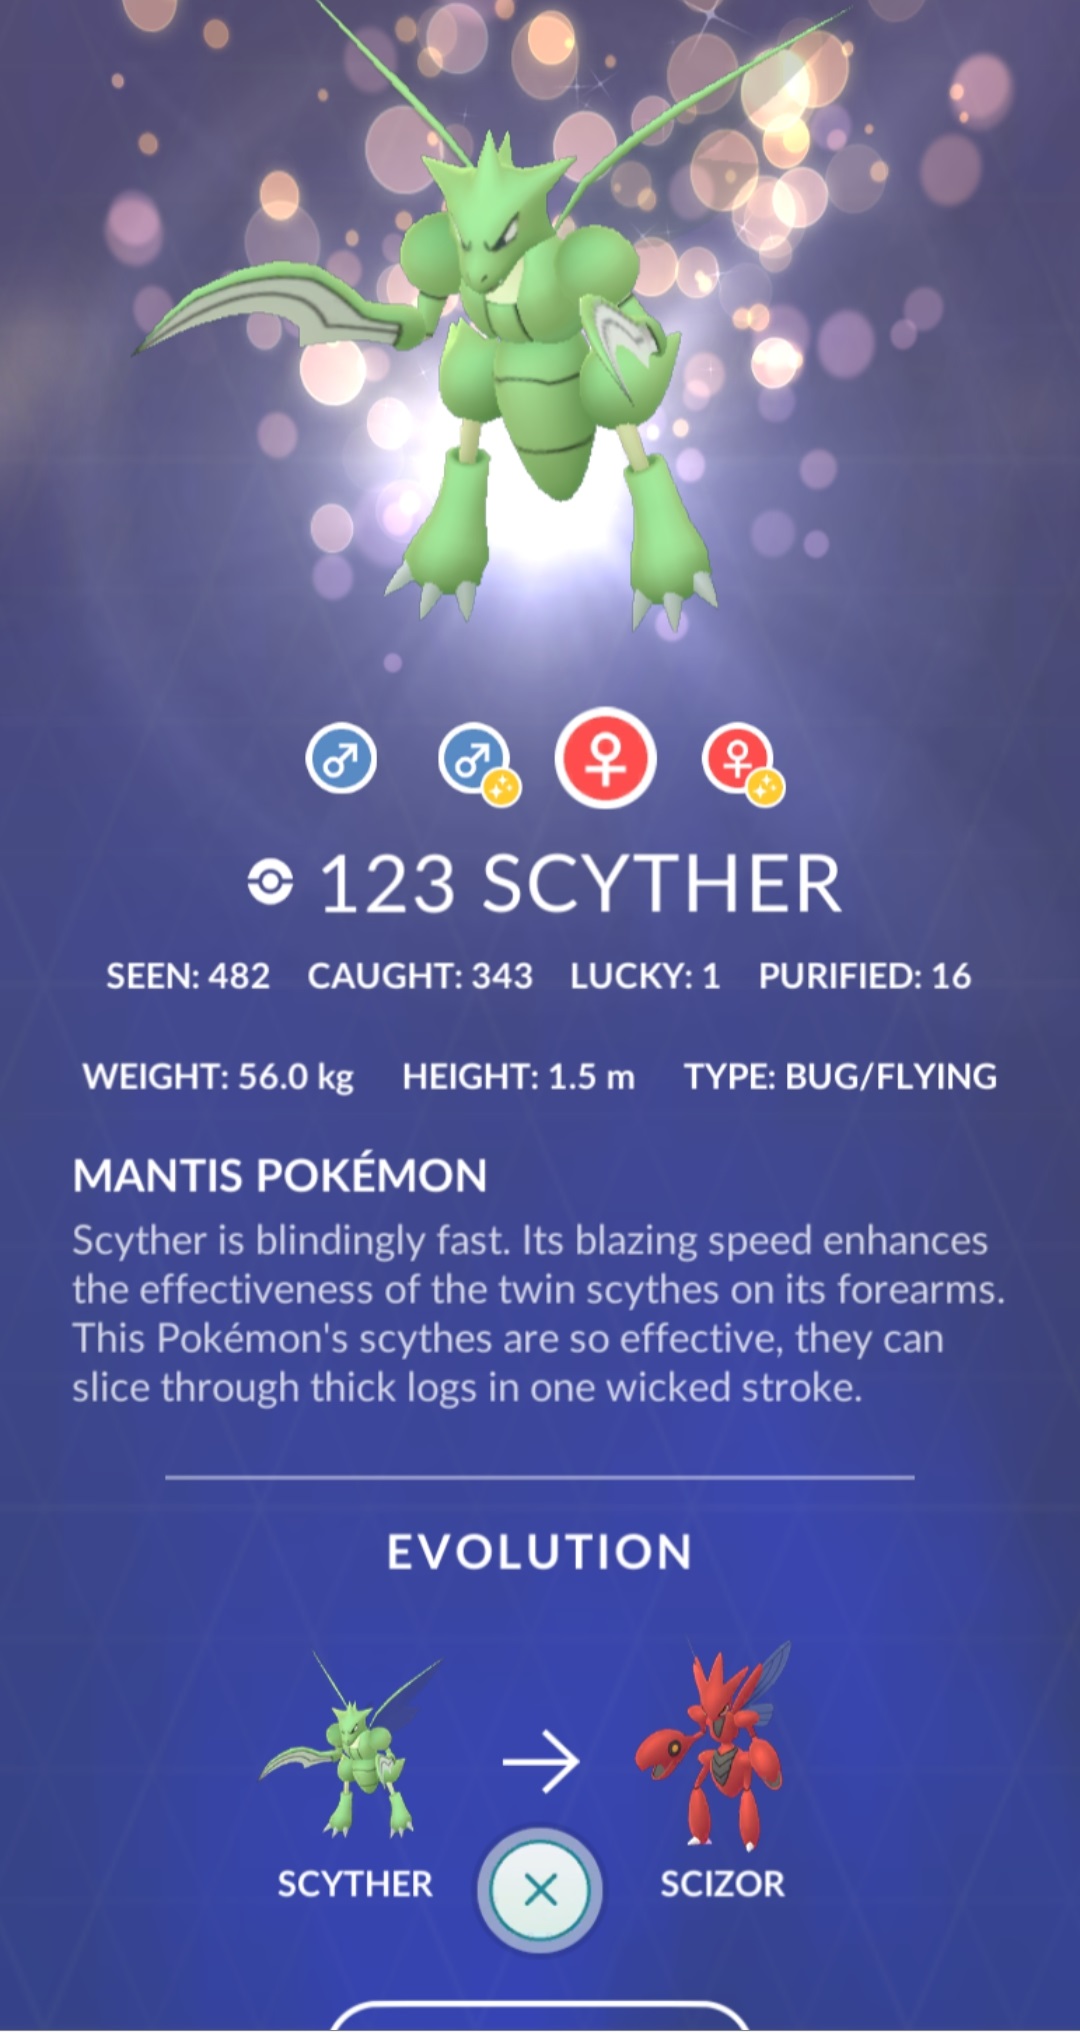 123 SCYTHER
SEEN: 482 CAUGHT: 343 LUCKY: 1 PURIFIED: 16
WEIGHT: 56.0 kg HEIGHT: 1.5 m TYPE: BUG/FLYING
MANTIS POKÉMON
Scyther is blindingly fast. Its blazing speed enhances
the effectiveness of the twin scythes on its forearms.
This Pokémon's scythes are so effective, they can
slice through thick logs in one wicked stroke.
EVOLUTION
SCYTHER SCIZOR